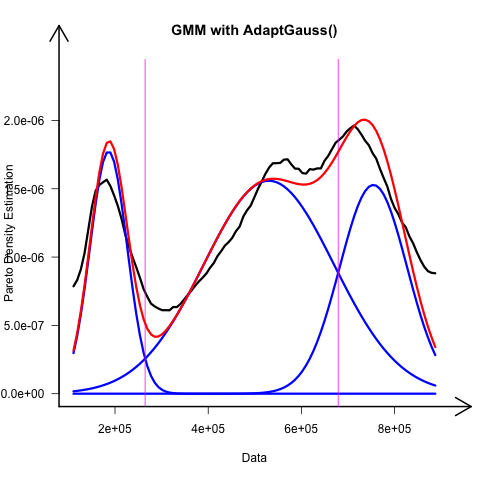 GMM with AdaptGauss()
Pareto Density Estimation
2.0e-06
1.5e-06
1.0e-06
5.0e-07
0.0e+00
2e+05 4e+05 6e+05 8e+05
Data